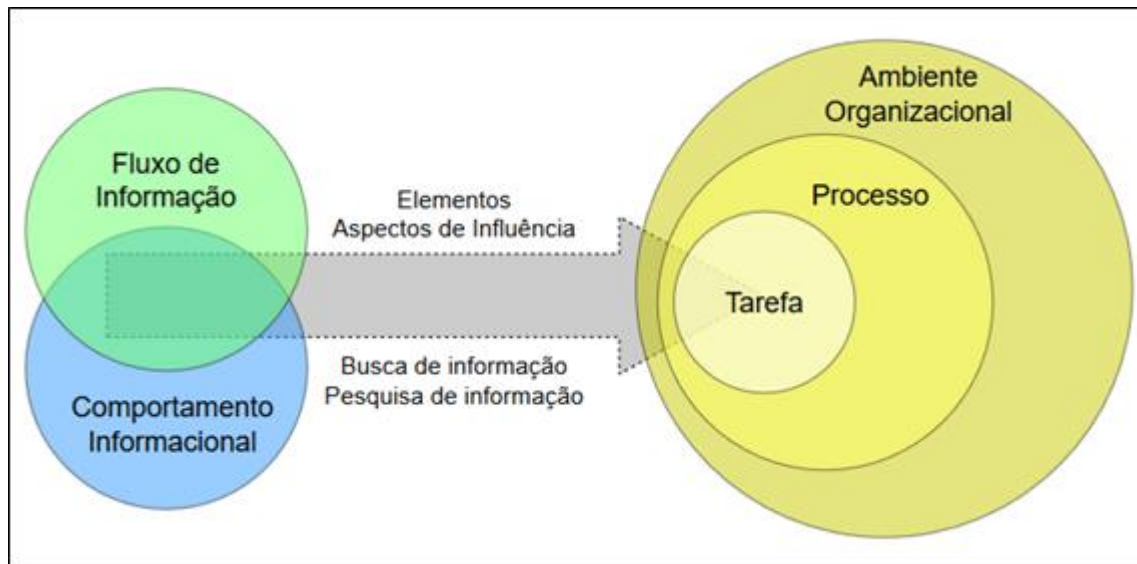 Fluxo de
Informação
Comportamento
Informacional
Elementos
Aspectos de Influência
Busca de informação
Pesquisa de informação
Ambiente
Organizacional
Processo
Tarefa